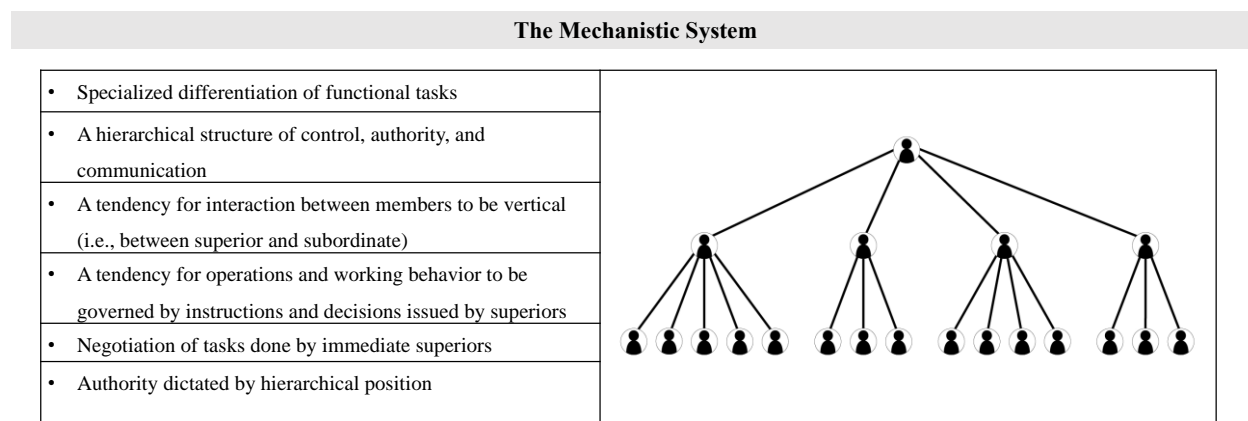 The Mechanistic System
• Specialized differentiation of functional tasks
• A hierarchical structure of control, authority, and
communication
• A tendency for interaction between members to be vertical
(i.e., between superior and subordinate)
• A tendency for operations and working behavior to be
governed by instructions and decisions issued by superiors
• Negotiation of tasks done by immediate superiors
• Authority dictated by hierarchical position